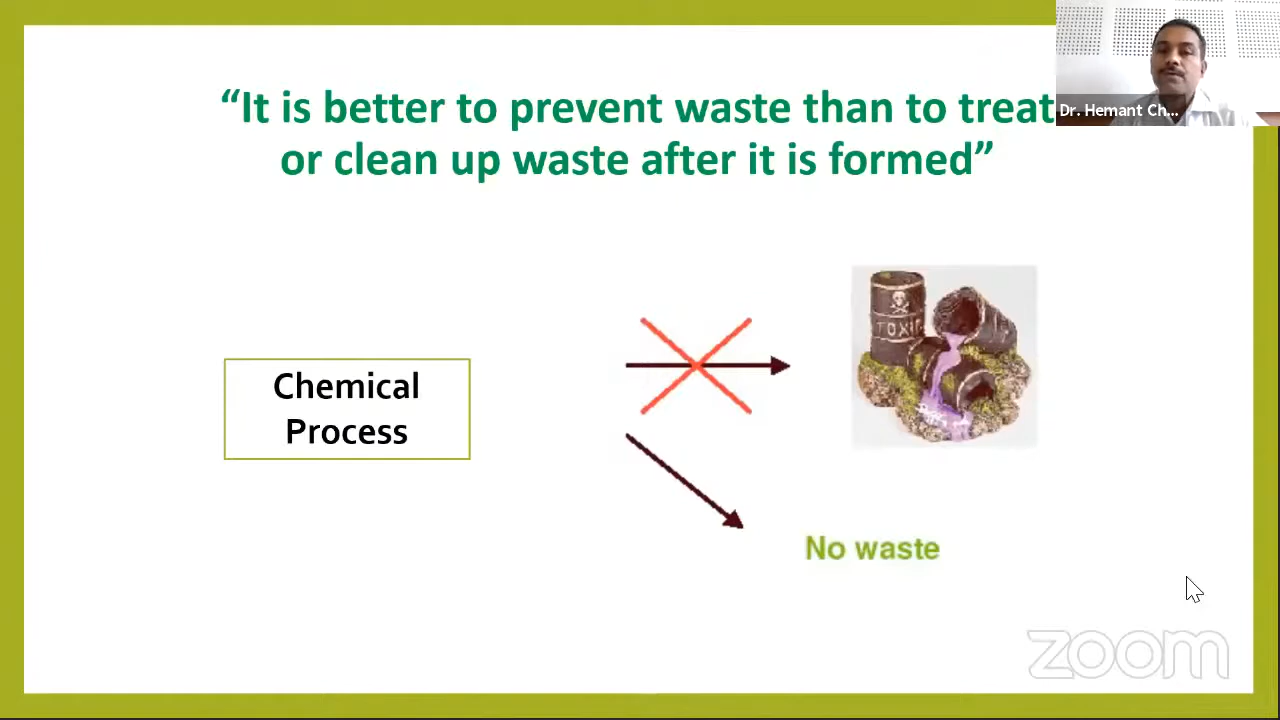 “It is better to prevent waste than to treat
or clean up waste after it is formed”
Dr. Hemant Ch...
TOXIC
Chemical
Process
No waste
zoom